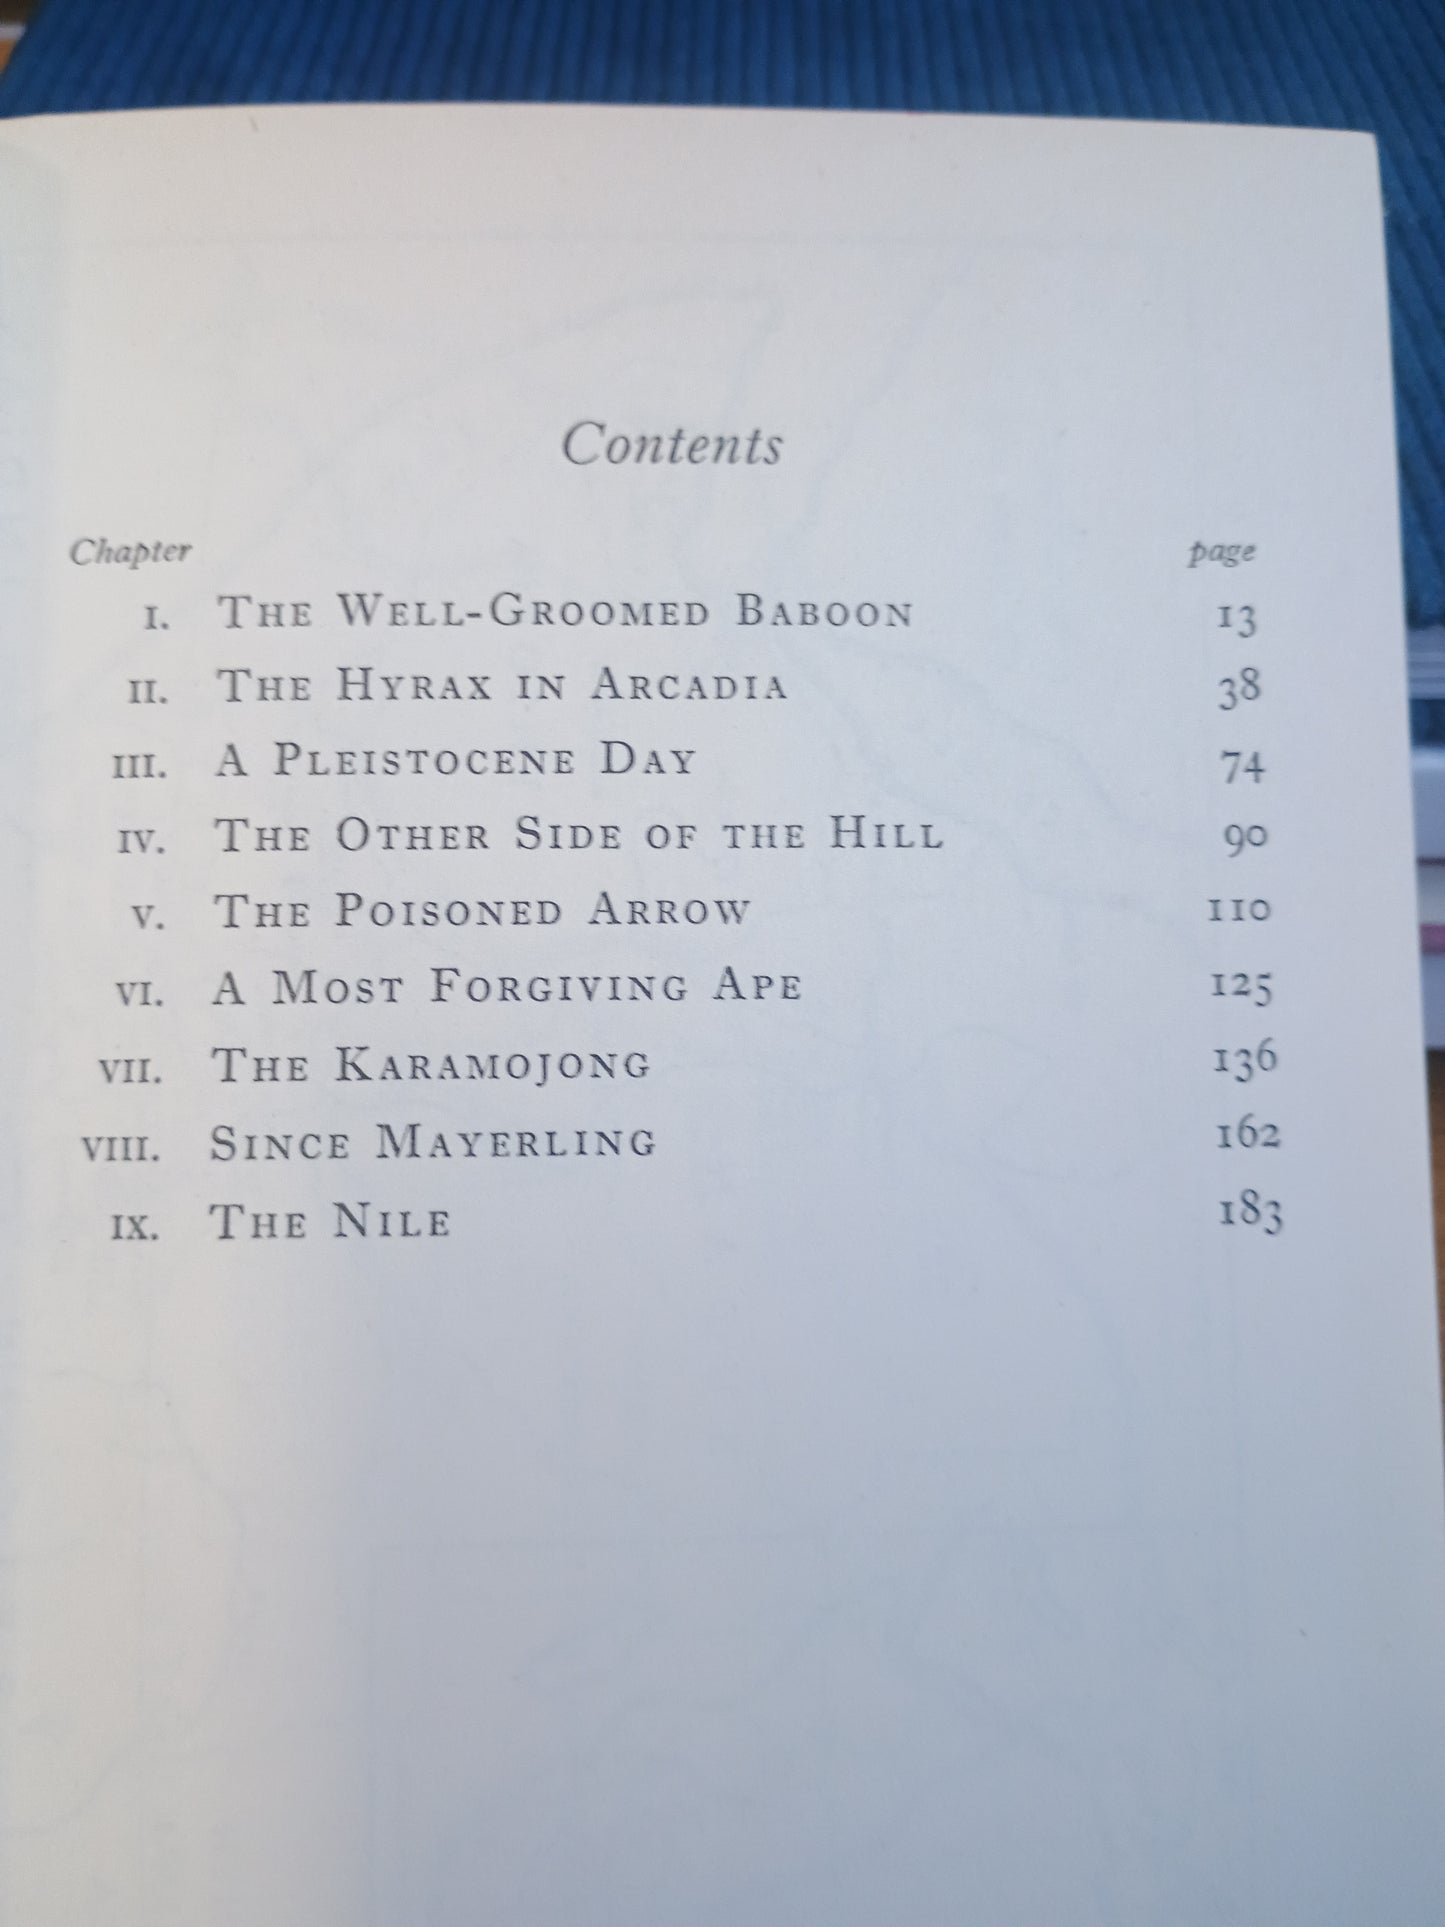 Contents
Chapter page
I. The Well-Groomed Baboon 13
II. The Hyrax in Arcadia 38
III. A Pleistocene Day 74
IV. The Other Side of the Hill 90
V. The Poisoned Arrow 110
VI. A Most Forgiving Ape 125
VII. The Karamojong 136
VIII. Since Mayerling 162
IX. The Nile 183